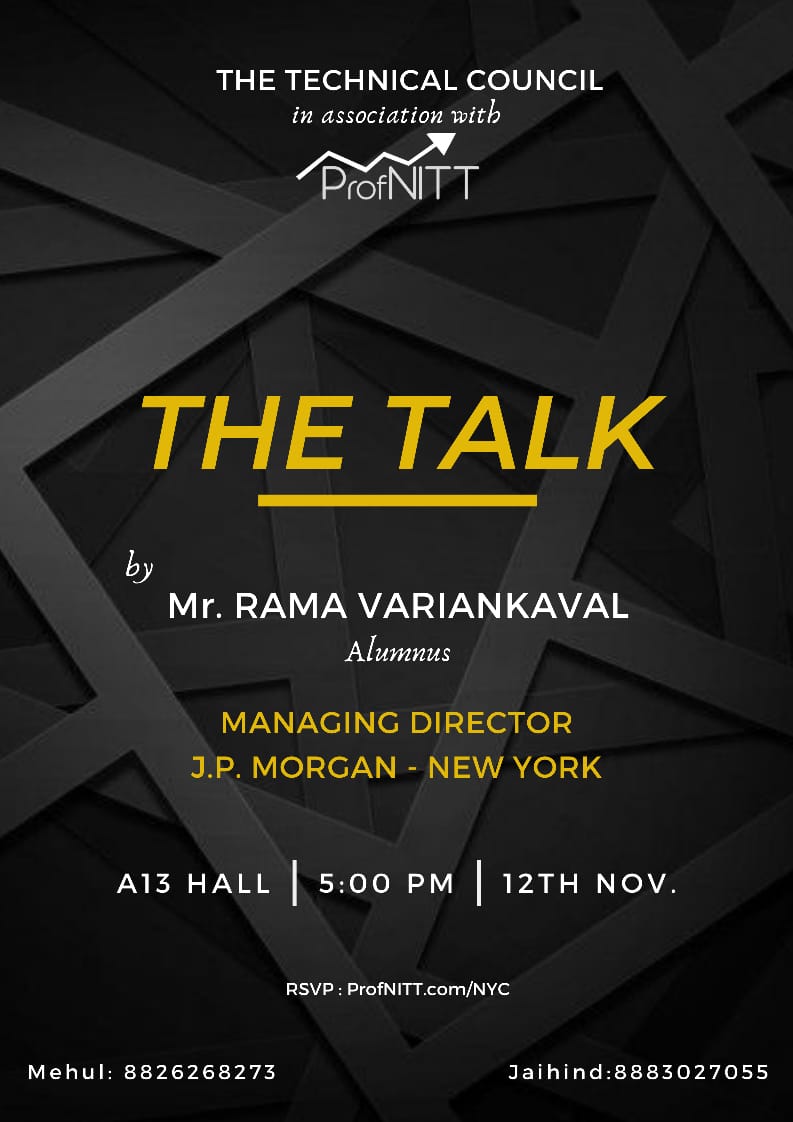 THE TECHNICAL COUNCIL
in association with
ProfNITT
THE TALK
by
Mr. RAMA VARIANKAVAL
Alumnus
MANAGING DIRECTOR
J.P. MORGAN - NEW YORK
A13 HALL | 5:00 PM | 12TH NOV.
RSVP : ProfNITT.com/NYC
Mehul: 8826268273
Jaihind:8883027055